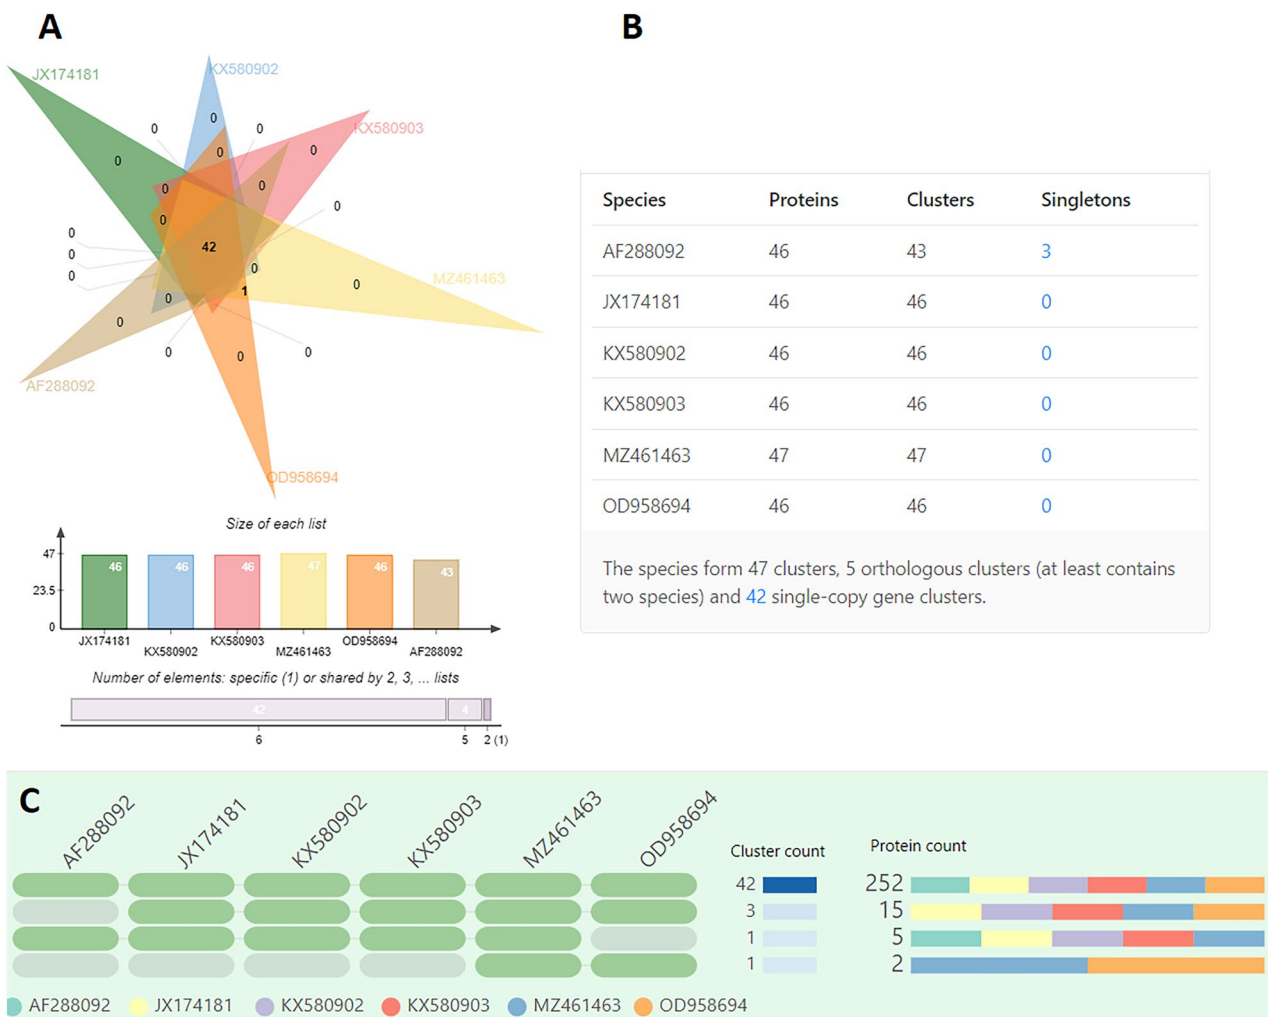 A
JX174181
KX580902
KX580903
0
0
0
0
0
0
0
0
0
0
0
42
0
0
0
0
1
0
MZ461463
0
0
0
0
0
AF288092
OD958694
Size of each list
47
23.5
0
46
46
46
47
46
43
JX174181
KX580902
KX580903
MZ461463
OD958694
AF288092
Number of elements: specific (1) or shared by 2, 3, ... lists
42
4
6
5
2 (1)
B
Species Proteins Clusters Singletons
AF288092 46 43 3
JX174181 46 46 0
KX580902 46 46 0
KX580903 46 46 0
MZ461463 47 47 0
OD958694 46 46 0
The species form 47 clusters, 5 orthologous clusters (at least contains
two species) and 42 single-copy gene clusters.
C
AF288092
JX174181
KX580902
KX580903
MZ461463
OD958694
Cluster count
Protein count
42 252
3 15
1 5
1 2
AF288092 JX174181 KX580902 KX580903 MZ461463 OD958694